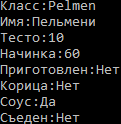 Класс:Pelmen
Имя:Пельмени
Тесто:10
Начинка:60
Приготовлен:Нет
Корица:Нет
Соус:Да
Съеден:Нет